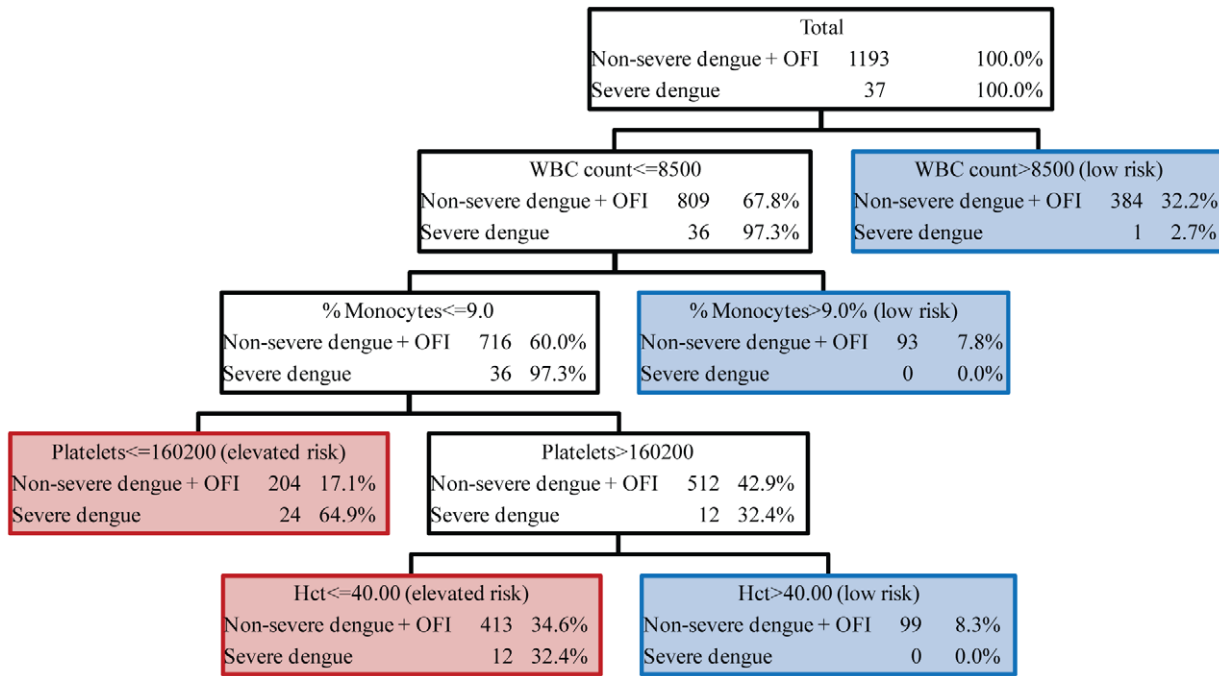 Total
Non-severe dengue + OFI 1193 100.0%
Severe dengue 37 100.0%
WBC count<=8500
Non-severe dengue + OFI 809 67.8%
Severe dengue 36 97.3%
WBC count>8500 (low risk)
Non-severe dengue + OFI 384 32.2%
Severe dengue 1 2.7%
% Monocytes<=9.0
Non-severe dengue + OFI 716 60.0%
Severe dengue 36 97.3%
% Monocytes>9.0% (low risk)
Non-severe dengue + OFI 93 7.8%
Severe dengue 0 0.0%
Platelets<=160200 (elevated risk)
Non-severe dengue + OFI 204 17.1%
Severe dengue 24 64.9%
Platelets>160200
Non-severe dengue + OFI 512 42.9%
Severe dengue 12 32.4%
Hct<=40.00 (elevated risk)
Non-severe dengue + OFI 413 34.6%
Severe dengue 12 32.4%
Hct>40.00 (low risk)
Non-severe dengue + OFI 99 8.3%
Severe dengue 0 0.0%